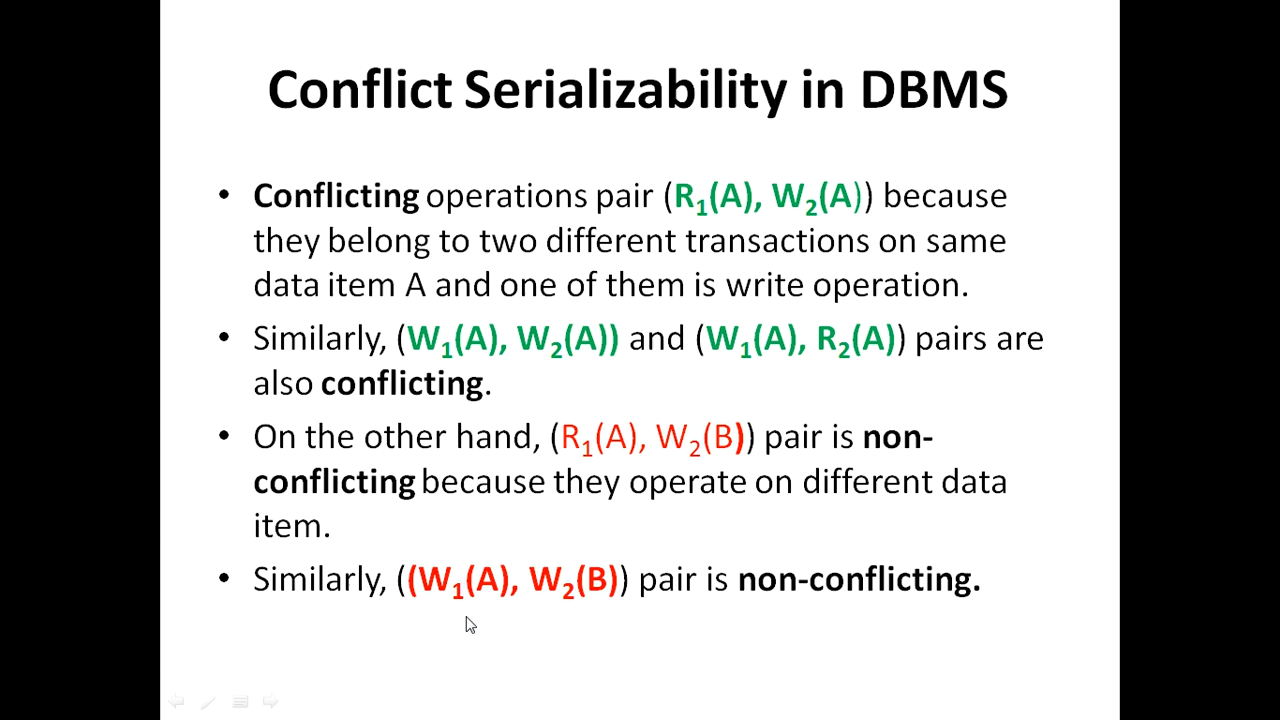 Conflict Serializability in DBMS
• Conflicting operations pair (R₁(A), W₂(A)) because
they belong to two different transactions on same
data item A and one of them is write operation.
• Similarly, (W₁(A), W₂(A)) and (W₁(A), R₂(A)) pairs are
also conflicting.
• On the other hand, (R₁(A), W₂(B)) pair is non-
conflicting because they operate on different data
item.
• Similarly, ((W₁(A), W₂(B)) pair is non-conflicting.